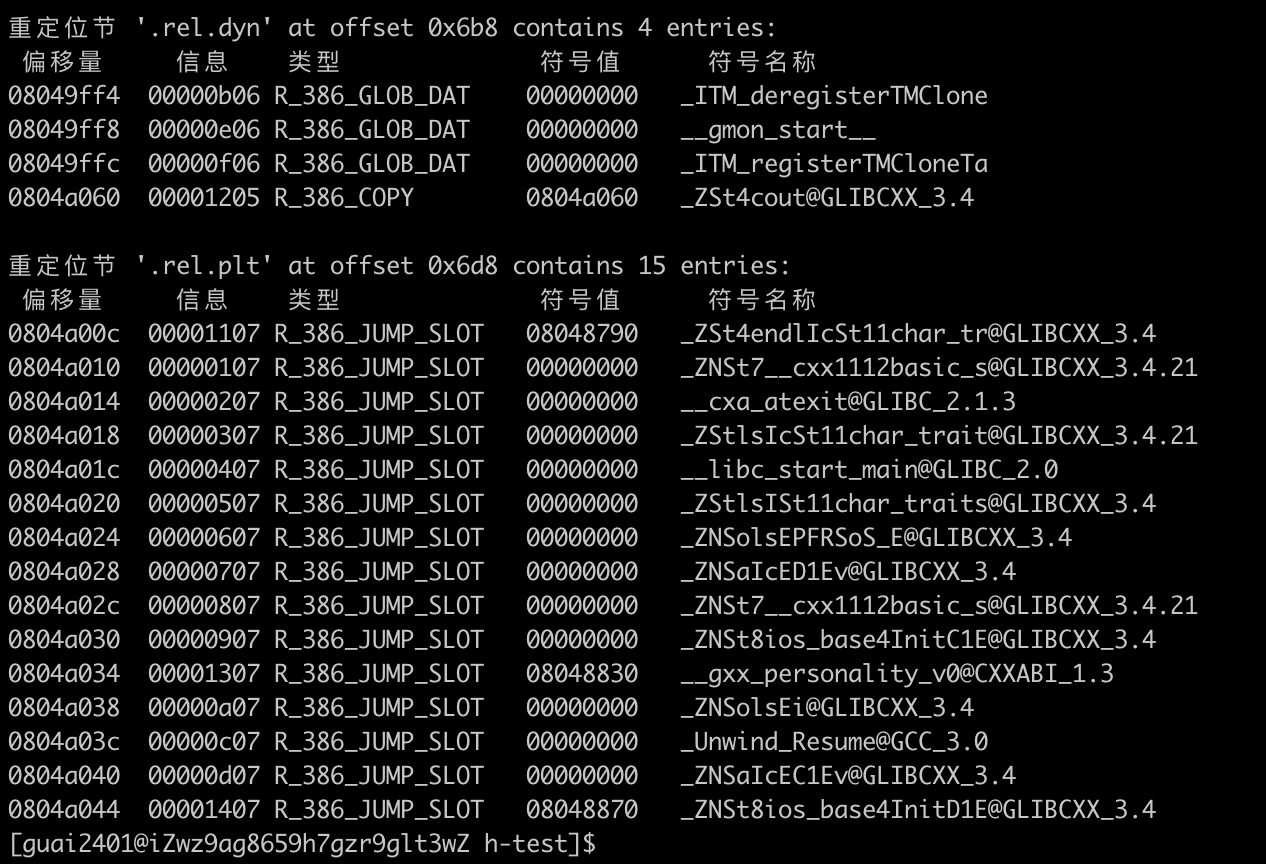 重定位节 '.rel.dyn' at offset 0x6b8 contains 4 entries:
 偏移量     信息    类型              符号值      符号名称
08049ff4  00000b06 R_386_GLOB_DAT    00000000   _ITM_deregisterTMClone
08049ff8  00000e06 R_386_GLOB_DAT    00000000   __gmon_start__
08049ffc  00000f06 R_386_GLOB_DAT    00000000   _ITM_registerTMCloneTa
0804a060  00001205 R_386_COPY        0804a060   _ZSt4cout@GLIBCXX_3.4

重定位节 '.rel.plt' at offset 0x6d8 contains 15 entries:
 偏移量     信息    类型              符号值      符号名称
0804a00c  00001107 R_386_JUMP_SLOT   08048790   _ZSt4endlIcSt11char_tr@GLIBCXX_3.4
0804a010  00000107 R_386_JUMP_SLOT   00000000   _ZNSt7__cxx1112basic_s@GLIBCXX_3.4.21
0804a014  00000207 R_386_JUMP_SLOT   00000000   __cxa_atexit@GLIBC_2.1.3
0804a018  00000307 R_386_JUMP_SLOT   00000000   _ZStlsIcSt11char_trait@GLIBCXX_3.4.21
0804a01c  00000407 R_386_JUMP_SLOT   00000000   __libc_start_main@GLIBC_2.0
0804a020  00000507 R_386_JUMP_SLOT   00000000   _ZStlsISt11char_traits@GLIBCXX_3.4
0804a024  00000607 R_386_JUMP_SLOT   00000000   _ZNSolsEPFRSoS_E@GLIBCXX_3.4
0804a028  00000707 R_386_JUMP_SLOT   00000000   _ZNSaIcED1Ev@GLIBCXX_3.4
0804a02c  00000807 R_386_JUMP_SLOT   00000000   _ZNSt7__cxx1112basic_s@GLIBCXX_3.4.21
0804a030  00000907 R_386_JUMP_SLOT   00000000   _ZNSt8ios_base4InitC1E@GLIBCXX_3.4
0804a034  00001307 R_386_JUMP_SLOT   08048830   __gxx_personality_v0@CXXABI_1.3
0804a038  00000a07 R_386_JUMP_SLOT   00000000   _ZNSolsEi@GLIBCXX_3.4
0804a03c  00000c07 R_386_JUMP_SLOT   00000000   _Unwind_Resume@GCC_3.0
0804a040  00000d07 R_386_JUMP_SLOT   00000000   _ZNSaIcEC1Ev@GLIBCXX_3.4
0804a044  00001407 R_386_JUMP_SLOT   08048870   _ZNSt8ios_base4InitD1E@GLIBCXX_3.4
[guai2401@iZwz9ag8659h7gzr9glt3wZ h-test]$